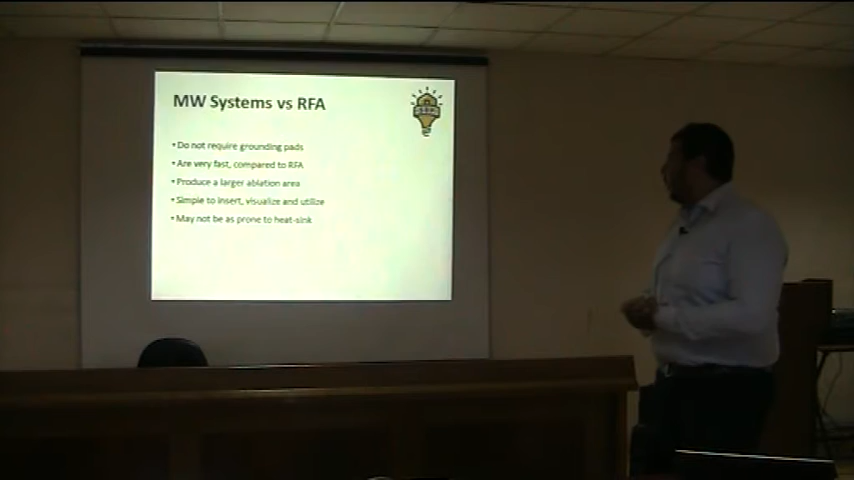 MW Systems vs RFA
• Do not require grounding pads
• Are very fast, compared to RFA
• Produce a larger ablation area
• Simple to insert, visualize and utilize
• May not be as prone to heat-sink